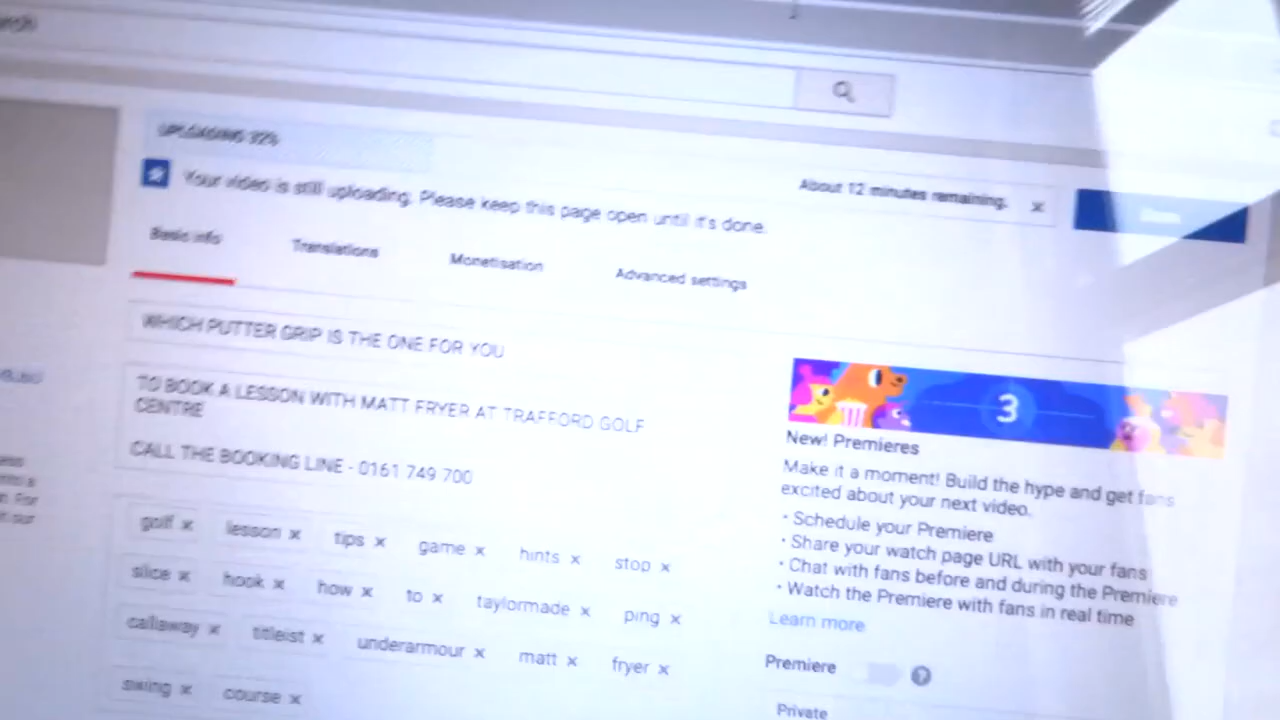 UPLOADING 92%
Your video is still uploading. Please keep this page open until it's done.
About 12 minutes remaining. ×
Basic info Translations Monetisation Advanced settings
WHICH PUTTER GRIP IS THE ONE FOR YOU
TO BOOK A LESSON WITH MATT FRYER AT TRAFFORD GOLF
CENTRE
CALL THE BOOKING LINE - 0161 749 700
golf × lesson × tips × game × hints × stop ×
slice × hook × how × to × taylormade × ping ×
callaway × titleist × underarmour × matt × fryer ×
swing × course ×
3
New! Premieres
Make it a moment! Build the hype and get fans
excited about your next video.
• Schedule your Premiere
• Share your watch page URL with your fans
• Chat with fans before and during the Premiere
• Watch the Premiere with fans in real time
Learn more
Premiere ?
Private